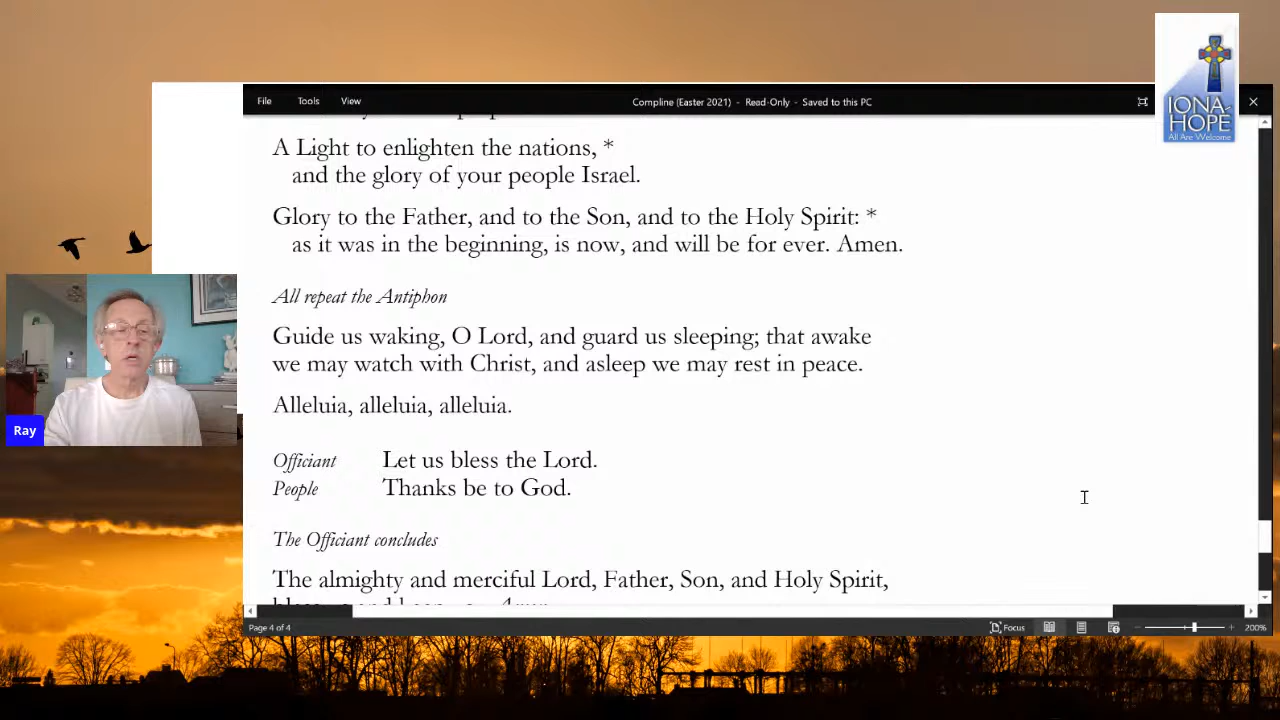 File Tools View Compline (Easter 2021) - Read-Only - Saved to this PC
IONA-
HOPE
All Are Welcome
A Light to enlighten the nations, *
and the glory of your people Israel.
Glory to the Father, and to the Son, and to the Holy Spirit: *
as it was in the beginning, is now, and will be for ever. Amen.
All repeat the Antiphon
Guide us waking, O Lord, and guard us sleeping; that awake
we may watch with Christ, and asleep we may rest in peace.
Alleluia, alleluia, alleluia.
Ray
Officiant Let us bless the Lord.
People Thanks be to God.
The Officiant concludes
The almighty and merciful Lord, Father, Son, and Holy Spirit,
Page 4 of 4 Focus 200%